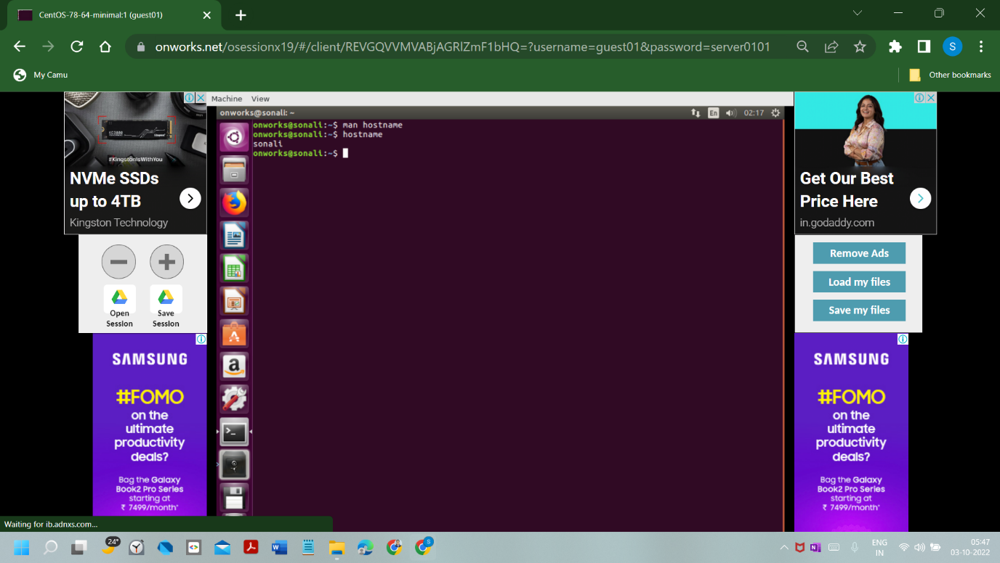 CentOS-78-64-minimal:1 (guest01)
onworks.net/osessionx19/#/client/REVGQVVMVABjAGRlZmF1bHQ=?username=guest01&password=server0101
S
My Camu
Other bookmarks
#KingstonIsWithYou
NVMe SSDs
up to 4TB
Kingston Technology
Open
Session
Save
Session
SAMSUNG
#FOMO
on the
ultimate
productivity
deals?
Bag the Galaxy
Book2 Pro Series
starting at
₹ 7499/month*
Machine View
onworks@sonali: ~
En
02:17
onworks@sonali:~$ man hostname
onworks@sonali:~$ hostname
sonali
onworks@sonali:~$
Get Our Best
Price Here
in.godaddy.com
Remove Ads
Load my files
Save my files
SAMSUNG
#FOMO
on the
ultimate
productivity
deals?
Bag the Galaxy
Book2 Pro Series
starting at
₹ 7499/month*
Waiting for ib.adnxs.com...
24°
ENG
IN
05:47
03-10-2022